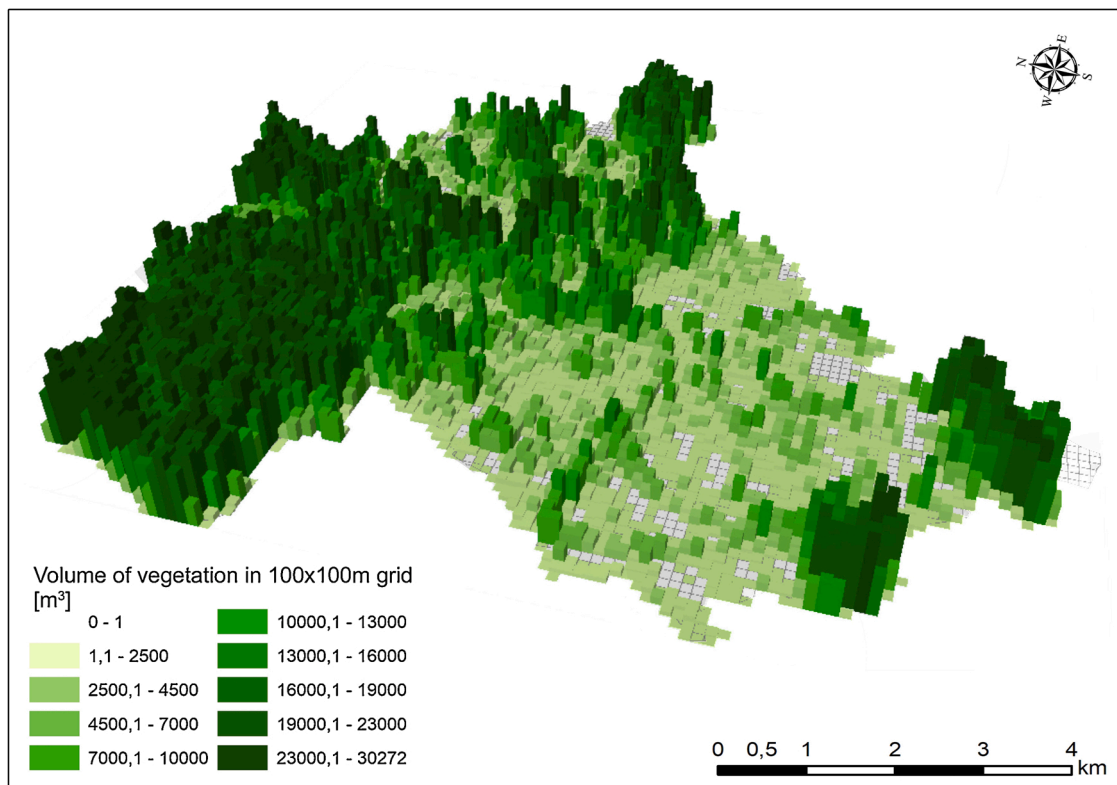 N
E
W
S
Volume of vegetation in 100x100m grid
[m³]
0 - 1
1,1 - 2500
2500,1 - 4500
4500,1 - 7000
7000,1 - 10000
10000,1 - 13000
13000,1 - 16000
16000,1 - 19000
19000,1 - 23000
23000,1 - 30272
0 0,5 1 2 3 4
km